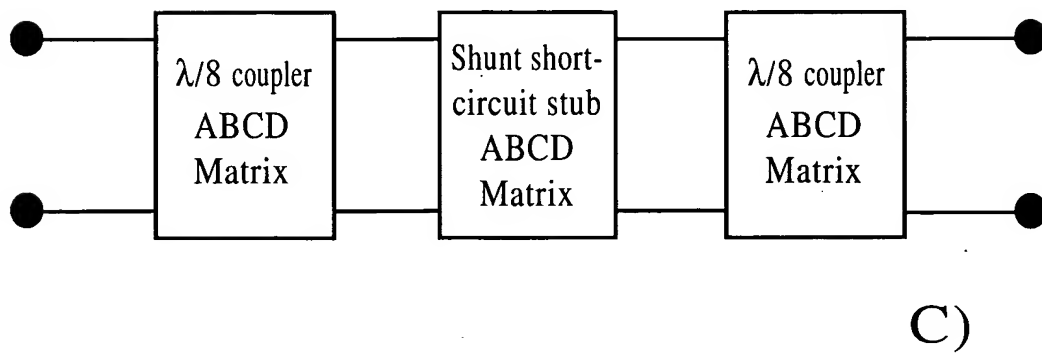 λ/8 coupler
ABCD
Matrix
Shunt short-
circuit stub
ABCD
Matrix
λ/8 coupler
ABCD
Matrix
C)